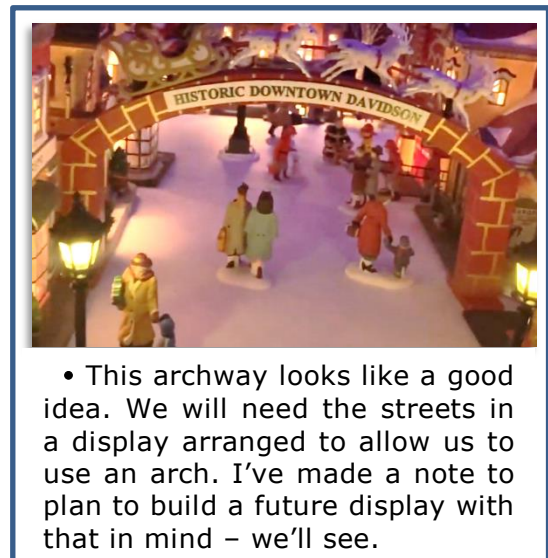 HISTORIC DOWNTOWN DAVIDSON
• This archway looks like a good
idea. We will need the streets in
a display arranged to allow us to
use an arch. I’ve made a note to
plan to build a future display with
that in mind – we’ll see.